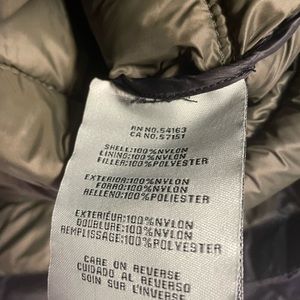 RN NO.54163
CA NO.57151
SHELL:100%NYLON
LINING:100%NYLON
FILLER:100%POLYESTER
EXTERIOR:100%NYLON
FORRO:100%NYLON
RELLENO:100%POLIESTER
EXTERIEUR:100%NYLON
DOUBLURE:100%NYLON
REMPLISSAGE:100%POLYESTER
CARE ON REVERSE
CUIDADO AL REVERSO
SOIN SUR L'INVERSE